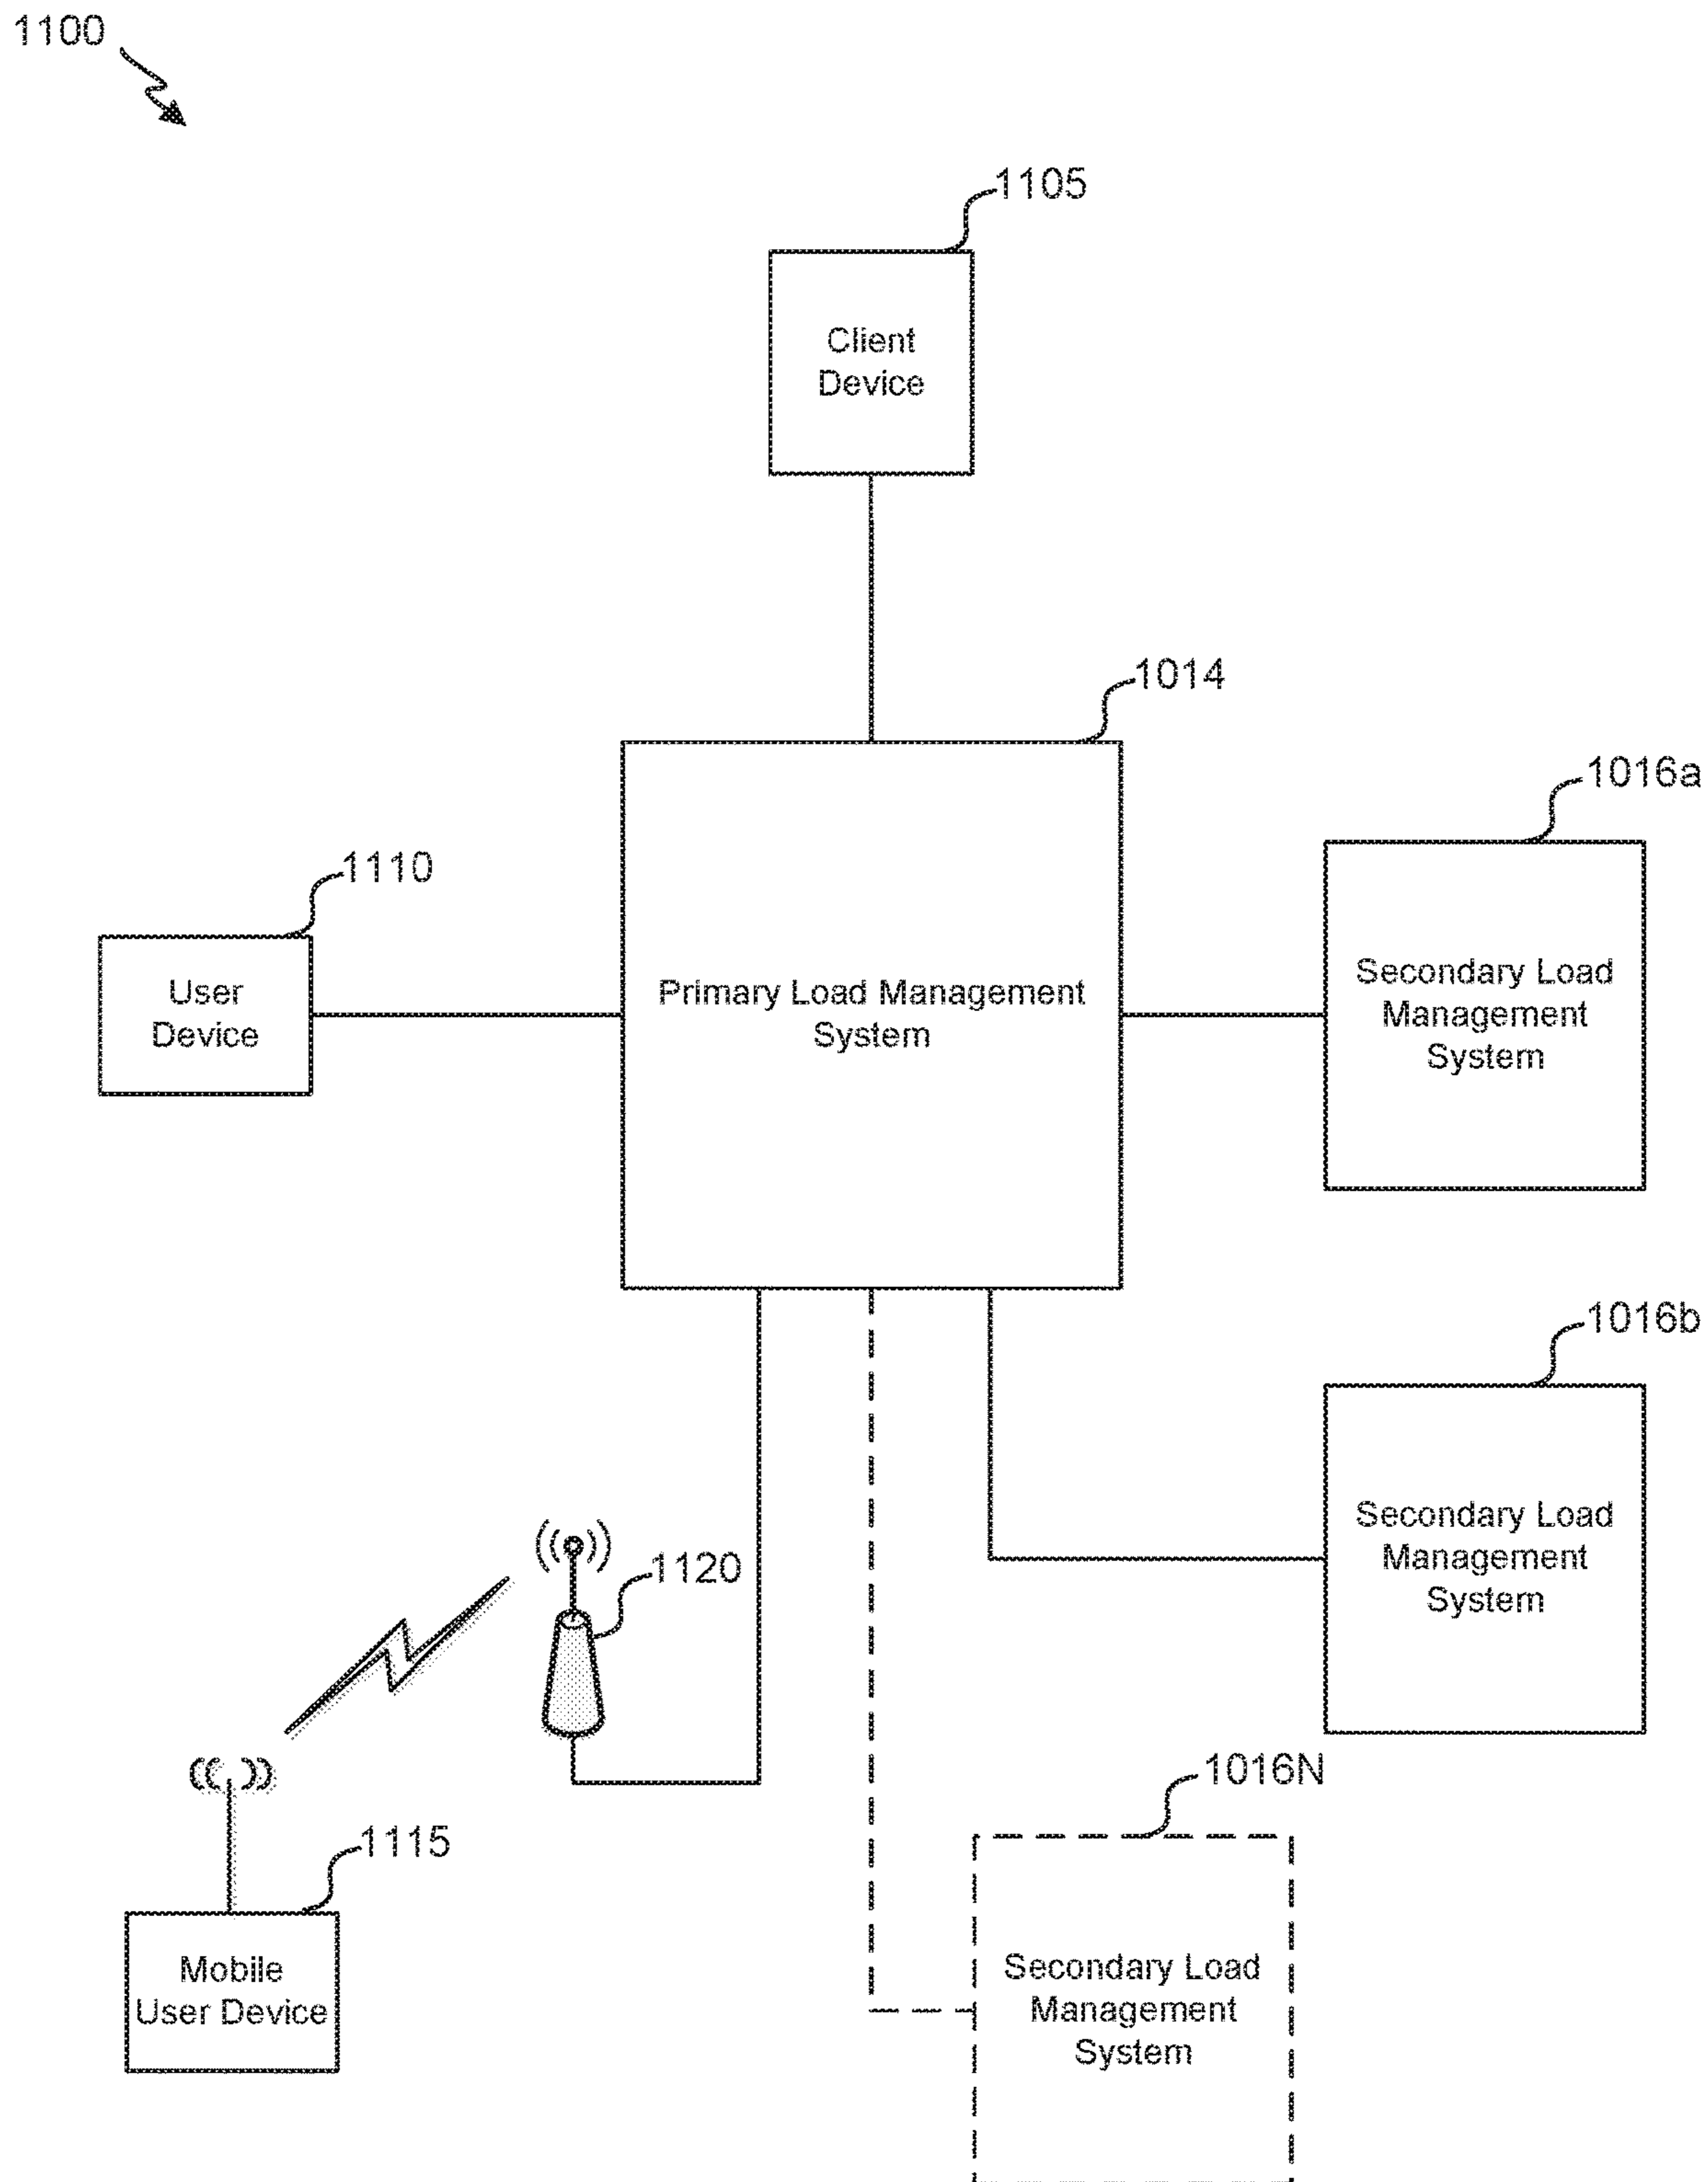 1100
1105
Client
Device
1014
1016a
1110
User
Device
Primary Load Management
System
Secondary Load
Management
System
1016b
1120
Secondary Load
Management
System
1016N
1115
Mobile
User Device
Secondary Load
Management
System